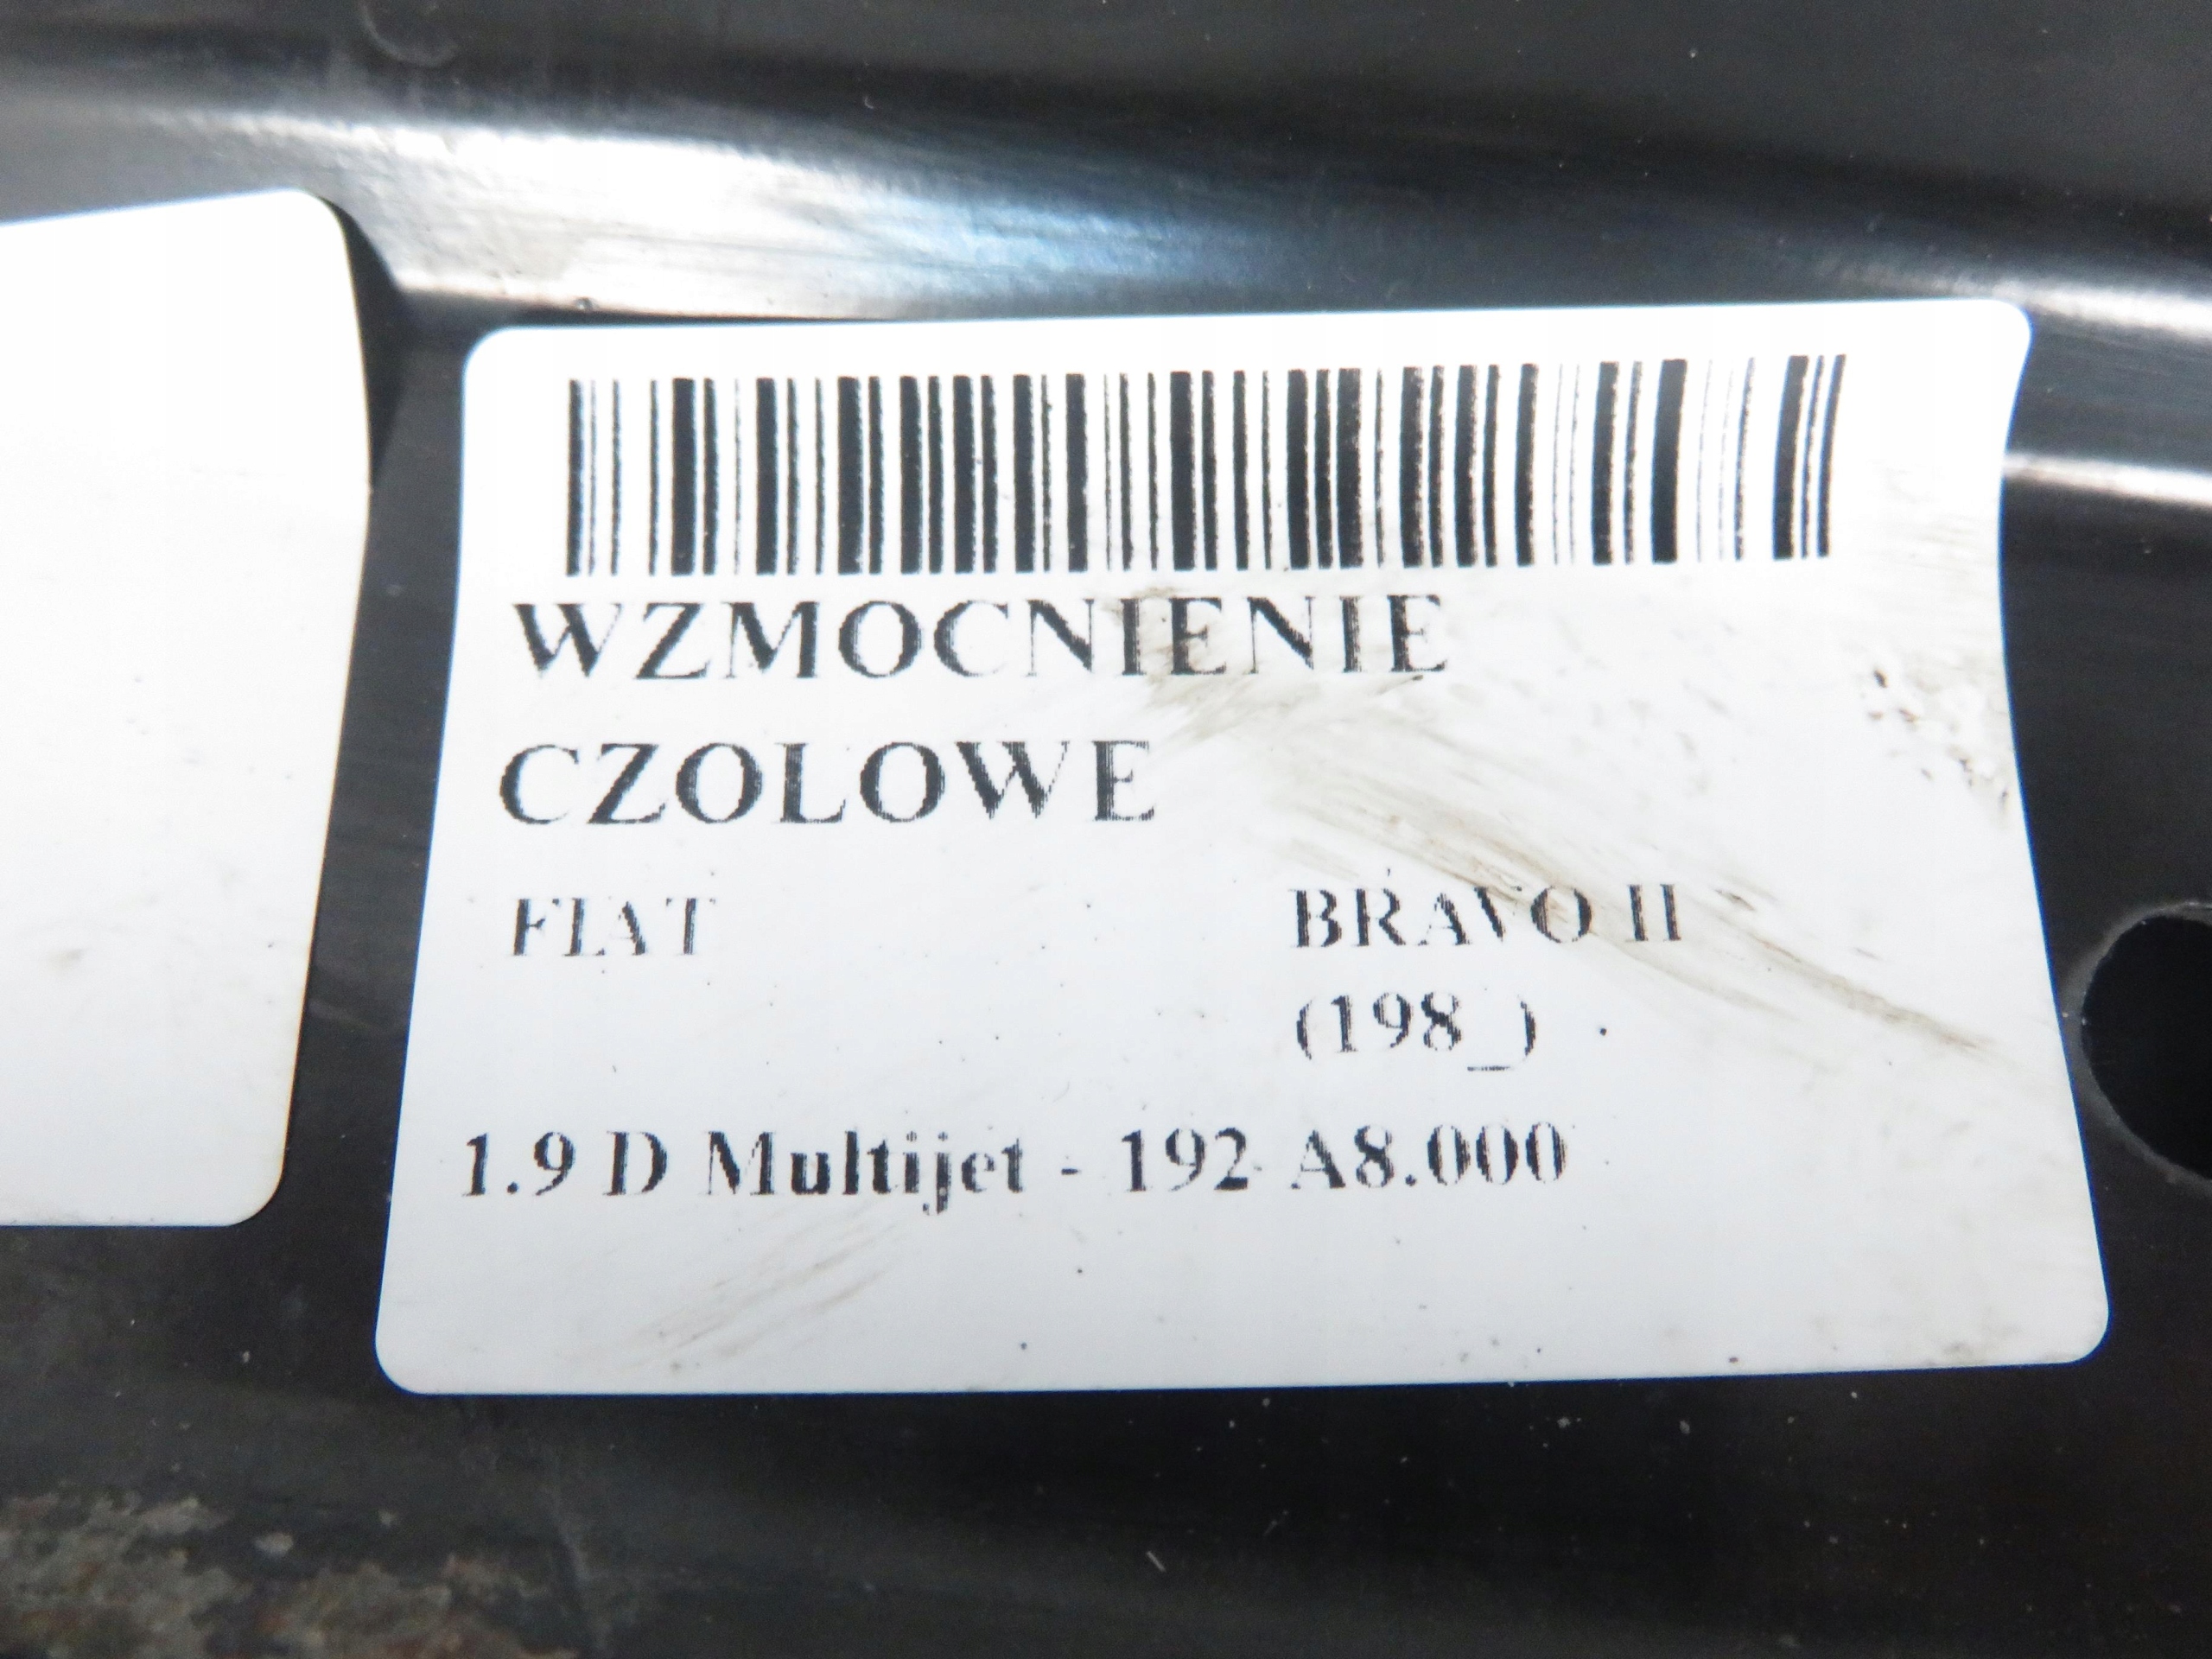 WZMOCNIENIE
CZOLOWE
FIAT BRAVO II
(198_)
1.9 D Multijet - 192 A8.000